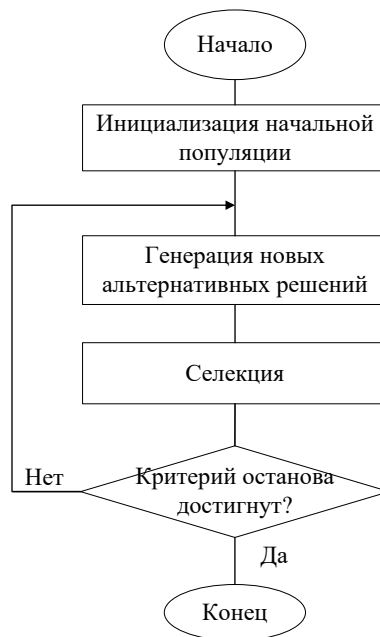 Начало
Инициализация начальной
популяции
Генерация новых
альтернативных решений
Селекция
Нет
Критерий останова
достигнут?
Да
Конец